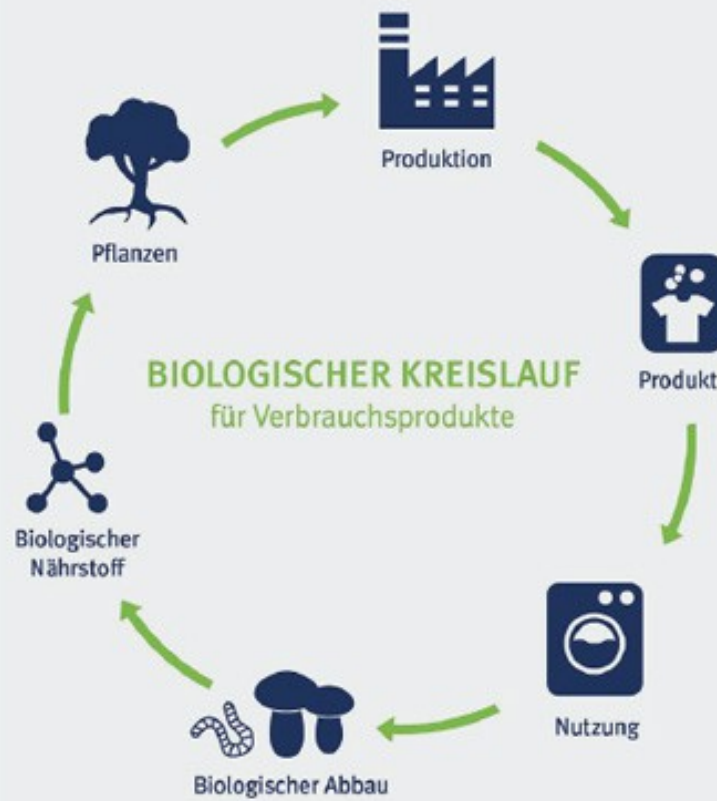 Produktion
Pflanzen
BIOLOGISCHER KREISLAUF
für Verbrauchsprodukte
Produkt
Biologischer
Nährstoff
Nutzung
Biologischer Abbau